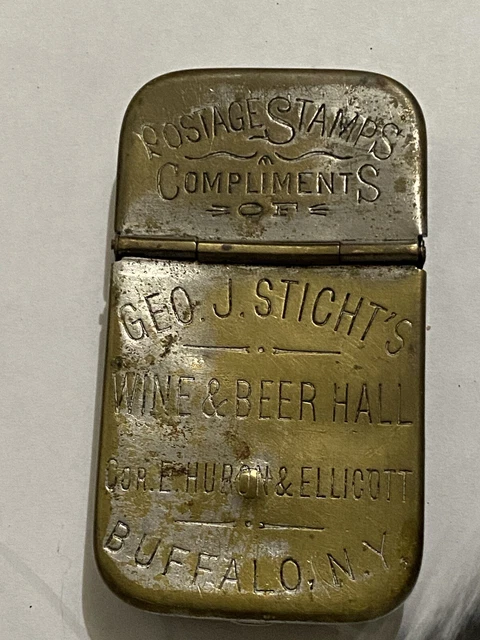 POSTAGE STAMPS
COMPLIMENTS
OF
GEO. J. STICHT'S
WINE & BEER HALL
COR. E. HURON & ELLICOTT
BUFFALO, N.Y.